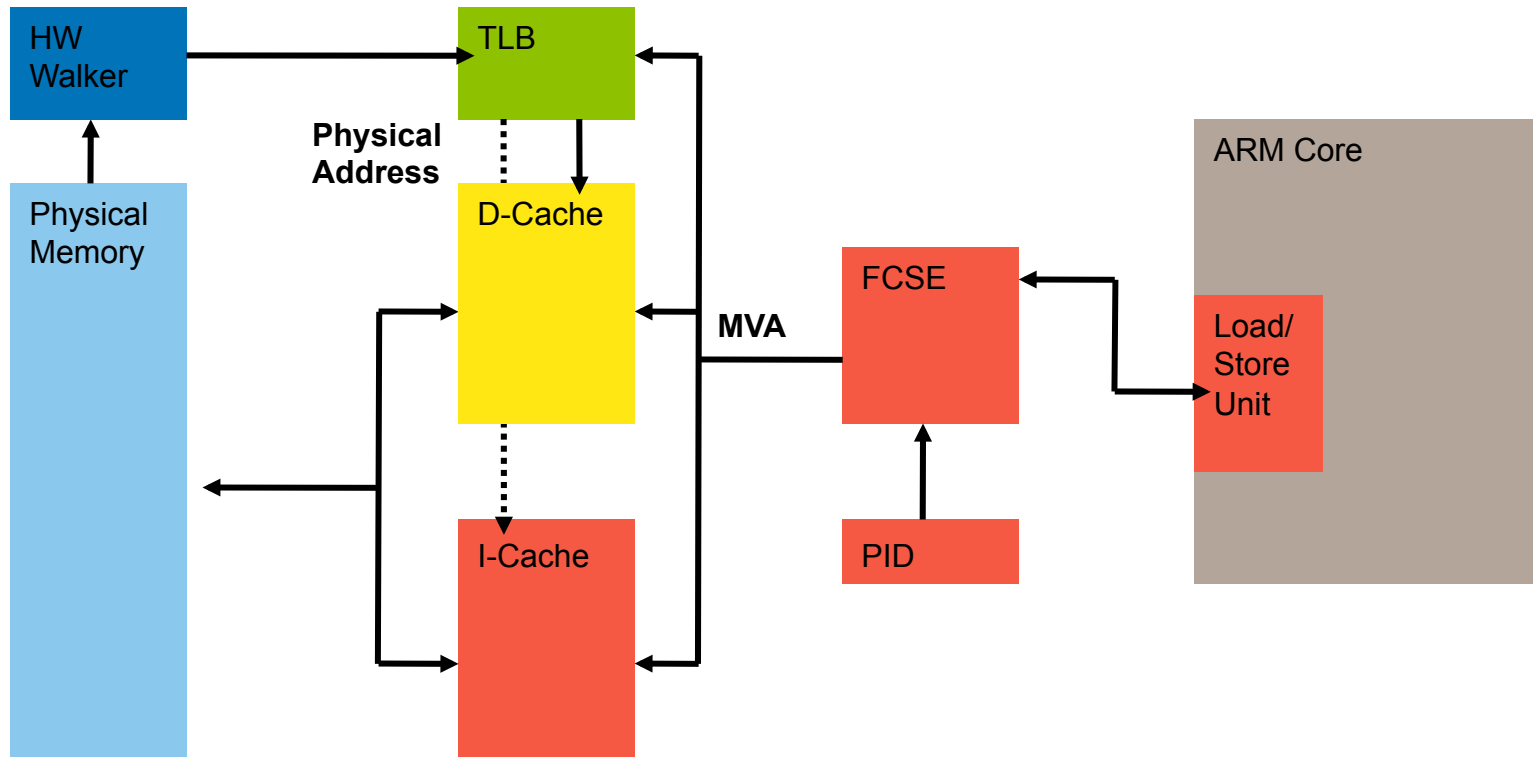 HW
Walker
TLB
Physical
Address
ARM Core
Physical
Memory
D-Cache
FCSE
MVA
Load/
Store
Unit
I-Cache
PID